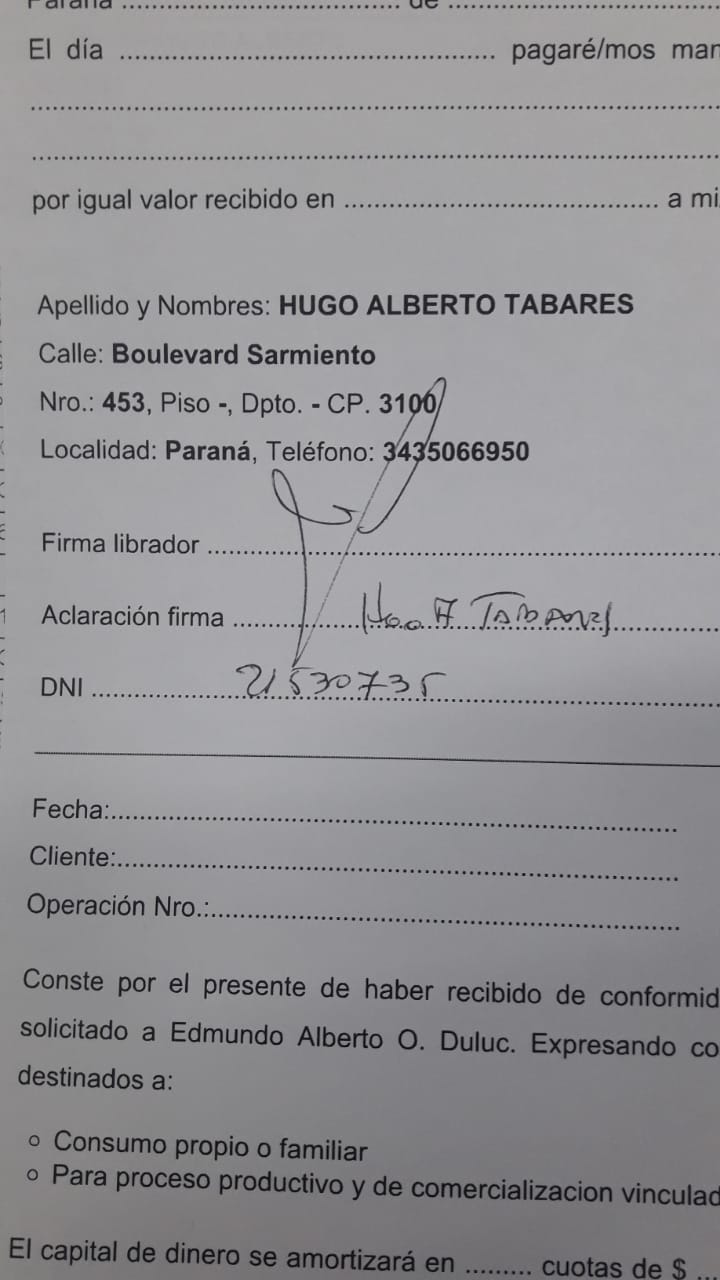 Paraná .......... de ..........
El día .......... pagaré/mos
..........
..........
por igual valor recibido en .......... a mi
Apellido y Nombres: HUGO ALBERTO TABARES
Calle: Boulevard Sarmiento
Nro.: 453, Piso -, Dpto. - CP. 3100
Localidad: Paraná, Teléfono: 3435066950
Firma librador ..........
Aclaración firma .......... A TABARES
DNI .......... 21530735
Fecha:..........
Cliente:..........
Operación Nro.:..........
Conste por el presente de haber recibido de conformid
solicitado a Edmundo Alberto O. Duluc. Expresando co
destinados a:
o Consumo propio o familiar
o Para proceso productivo y de comercializacion vinculad
El capital de dinero se amortizará en ......... cuotas de $ ...